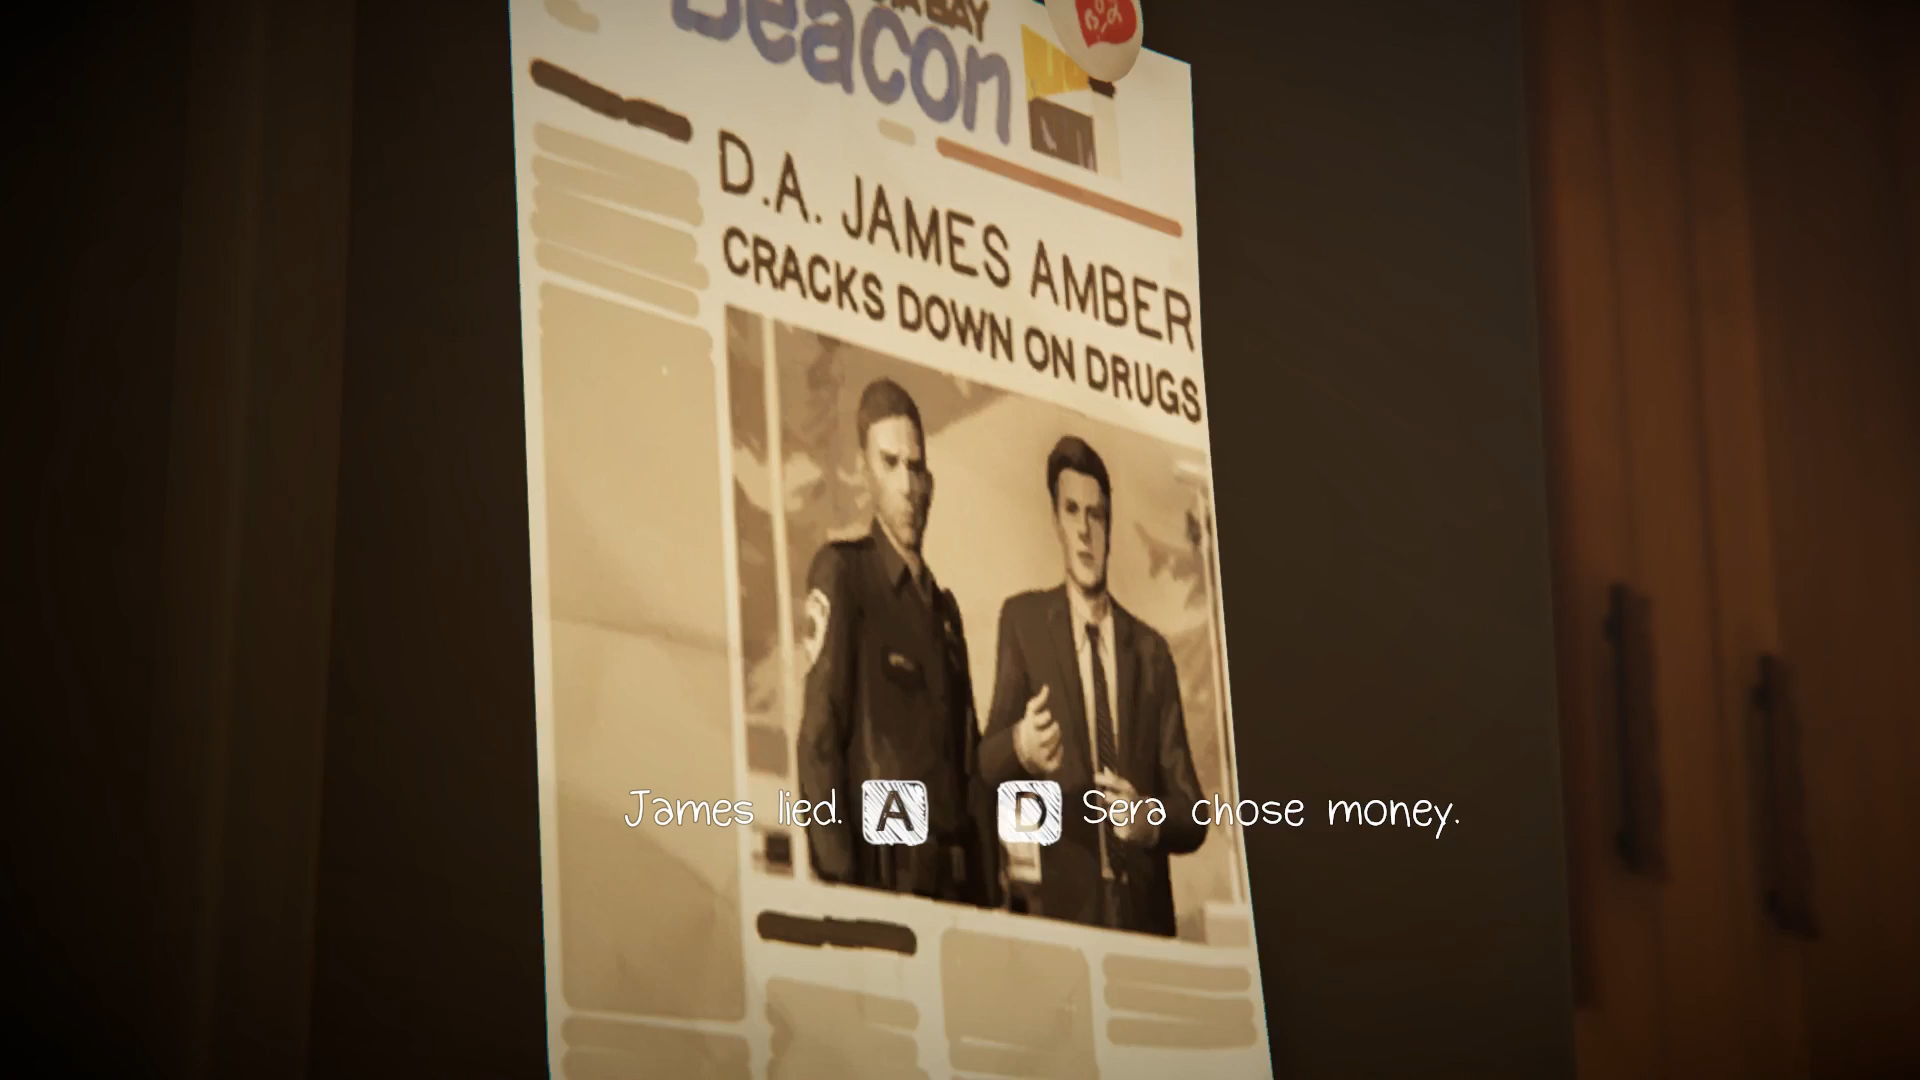 Beacon
D.A. JAMES AMBER
CRACKS DOWN ON DRUGS
James lied. A D Sera chose money.